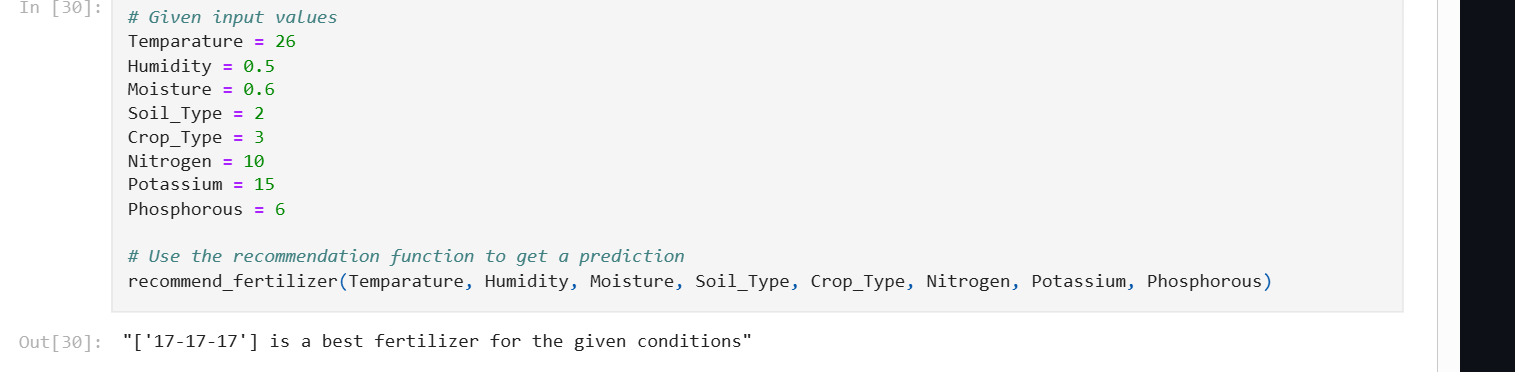 In [30]:
# Given input values
Temparature = 26
Humidity = 0.5
Moisture = 0.6
Soil_Type = 2
Crop_Type = 3
Nitrogen = 10
Potassium = 15
Phosphorous = 6
# Use the recommendation function to get a prediction
recommend_fertilizer(Temparature, Humidity, Moisture, Soil_Type, Crop_Type, Nitrogen, Potassium, Phosphorous)
Out[30]: "['17-17-17'] is a best fertilizer for the given conditions"